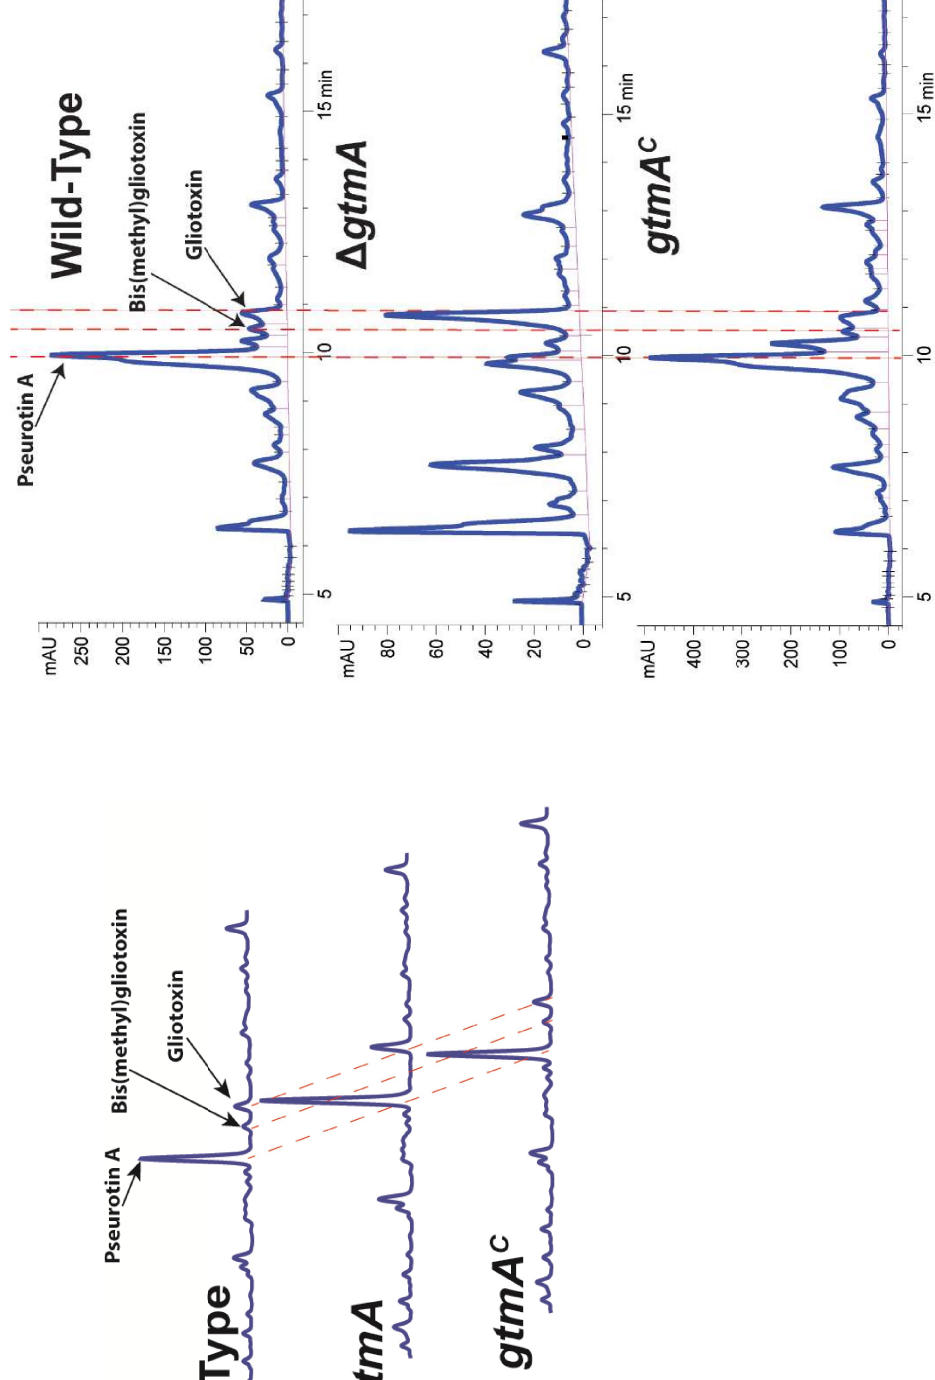 Wild-Type
Pseurotin A
Bis(methyl)gliotoxin
Gliotoxin
mAU
250
200
150
100
50
0
5
10
15 min
ΔgtmA
mAU
80
60
40
20
0
5
10
15 min
gtmA^C
mAU
400
300
200
100
0
5
10
15 min
Type
Pseurotin A
Bis(methyl)gliotoxin
Gliotoxin
tmA
gtmA^C